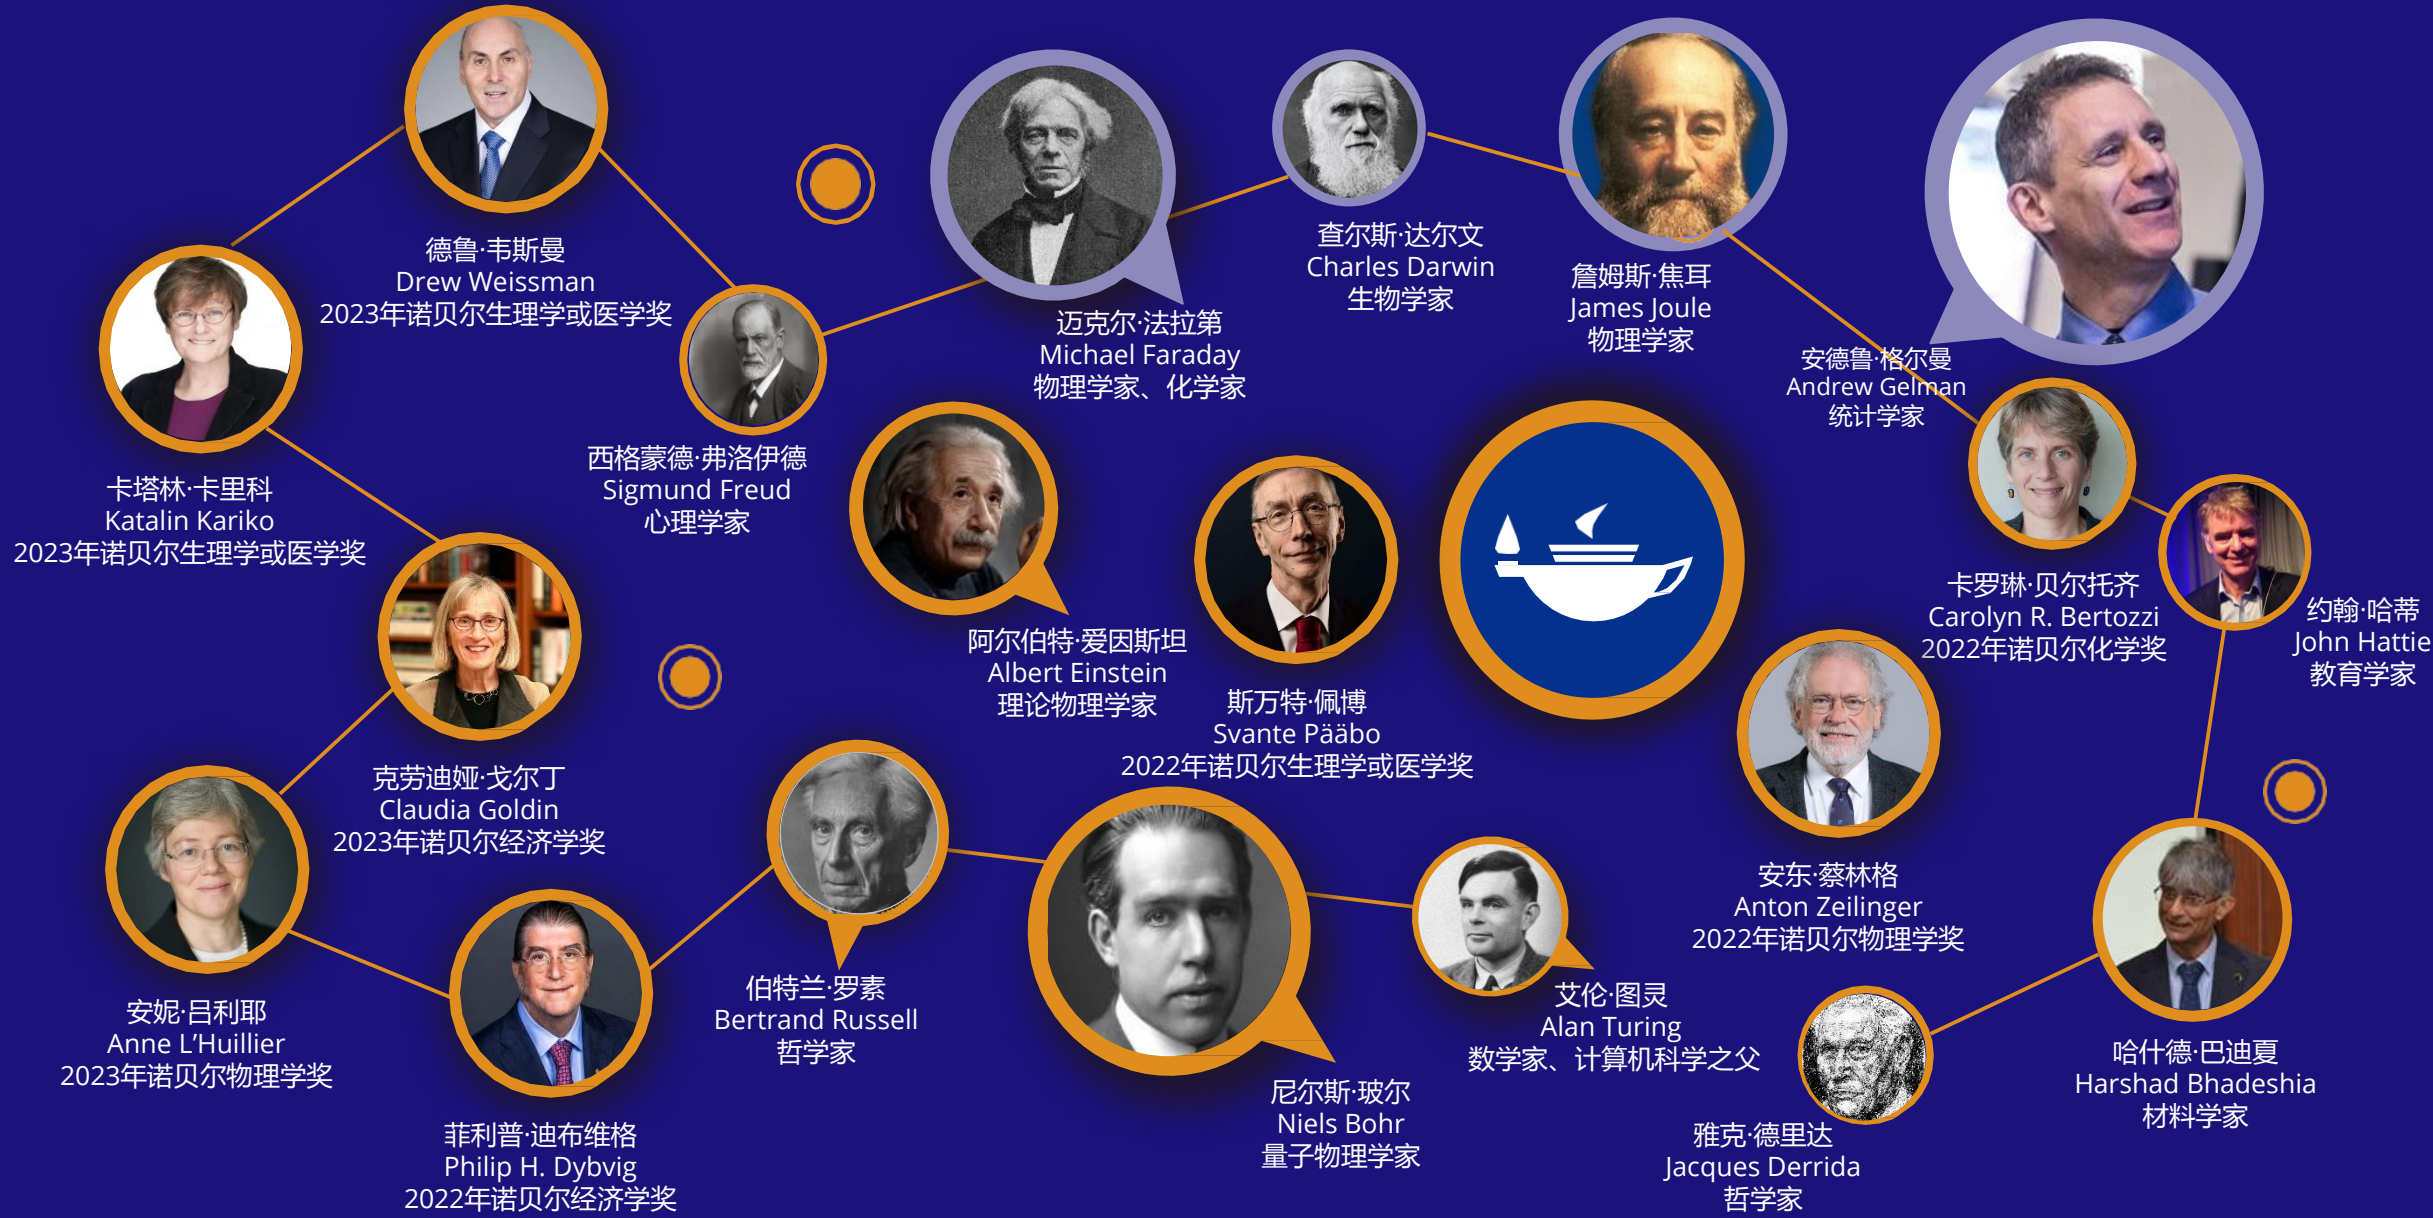 德鲁·韦斯曼
Drew Weissman
2023年诺贝尔生理学或医学奖
查尔斯·达尔文
Charles Darwin
生物学家
詹姆斯·焦耳
James Joule
物理学家
迈克尔·法拉第
Michael Faraday
物理学家、化学家
安德鲁·格尔曼
Andrew Gelman
统计学家
西格蒙德·弗洛伊德
Sigmund Freud
心理学家
卡塔林·卡里科
Katalin Kariko
2023年诺贝尔生理学或医学奖
卡罗琳·贝尔托齐
Carolyn R. Bertozzi
2022年诺贝尔化学奖
约翰·哈蒂
John Hattie
教育学家
阿尔伯特·爱因斯坦
Albert Einstein
理论物理学家
斯万特·佩博
Svante Pääbo
2022年诺贝尔生理学或医学奖
克劳迪娅·戈尔丁
Claudia Goldin
2023年诺贝尔经济学奖
安东·蔡林格
Anton Zeilinger
2022年诺贝尔物理学奖
伯特兰·罗素
Bertrand Russell
哲学家
艾伦·图灵
Alan Turing
数学家、计算机科学之父
安妮·吕利耶
Anne L’Huillier
2023年诺贝尔物理学奖
哈什德·巴迪夏
Harshad Bhadeshia
材料学家
尼尔斯·玻尔
Niels Bohr
量子物理学家
菲利普·迪布维格
Philip H. Dybvig
2022年诺贝尔经济学奖
雅克·德里达
Jacques Derrida
哲学家